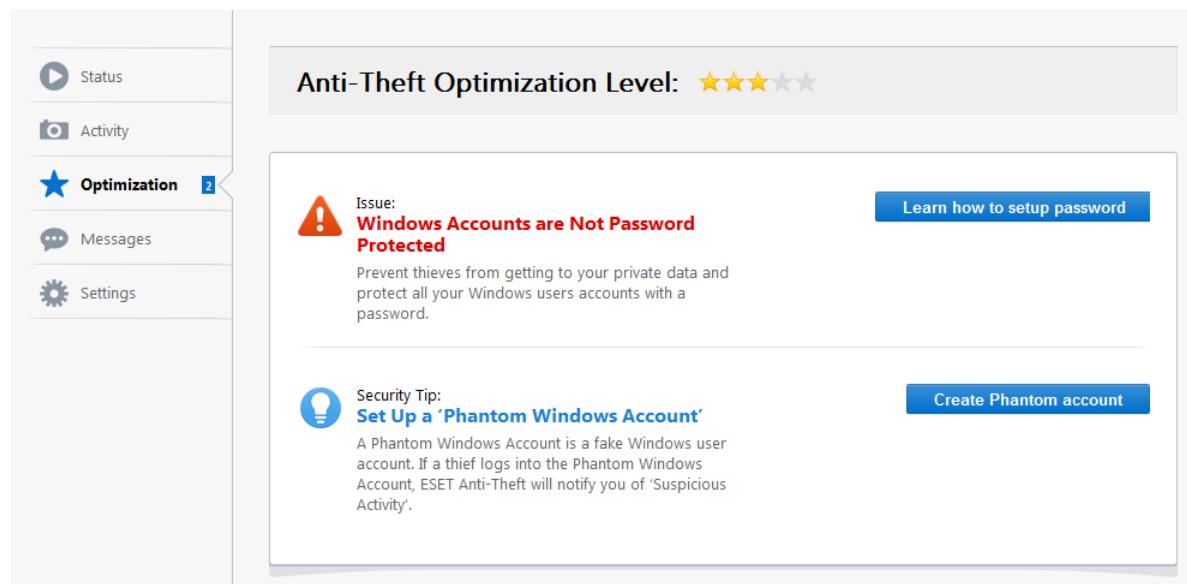 Status
Activity
Optimization 2
Messages
Settings
Anti-Theft Optimization Level:
Issue:
Windows Accounts are Not Password
Protected
Prevent thieves from getting to your private data and
protect all your Windows users accounts with a
password.
Learn how to setup password
Security Tip:
Set Up a ‘Phantom Windows Account’
A Phantom Windows Account is a fake Windows user
account. If a thief logs into the Phantom Windows
Account, ESET Anti-Theft will notify you of ‘Suspicious
Activity’.
Create Phantom account